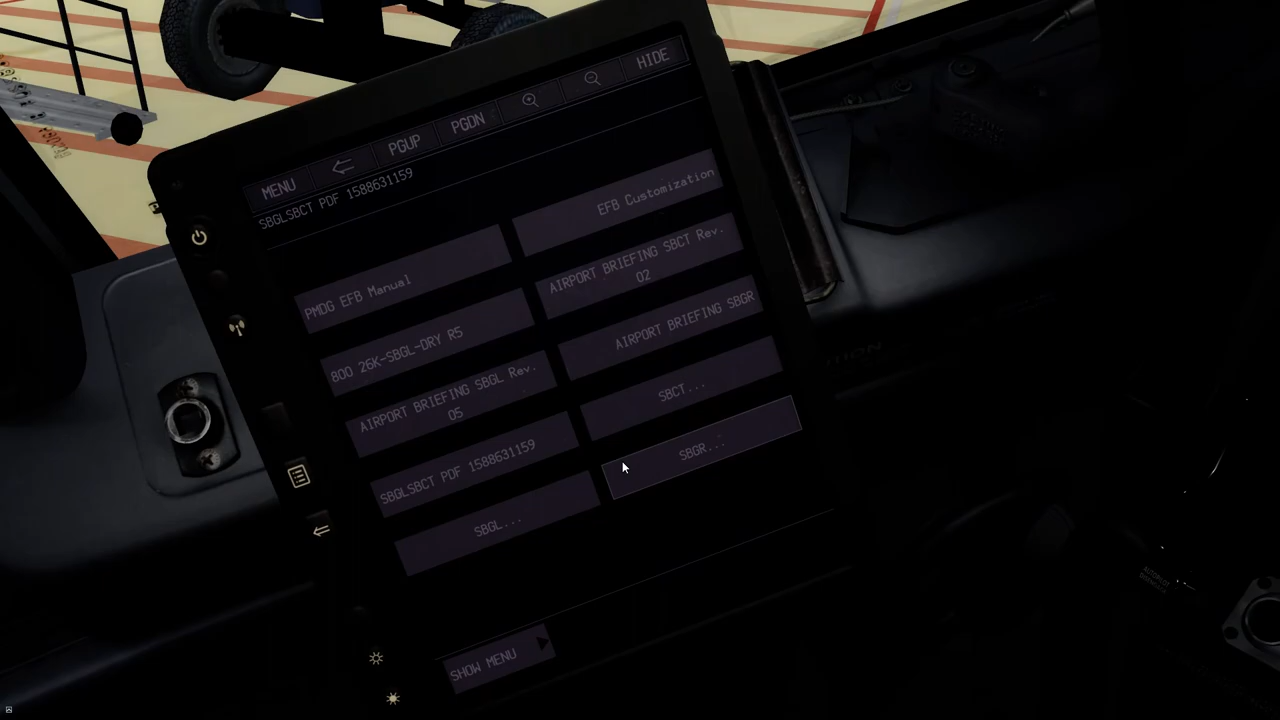 MENU
PGUP
PGDN
HIDE
SBGLSBCT PDF 1588631159
EFB Customization
PMDG EFB Manual
AIRPORT BRIEFING SBCT Rev.
02
800 26K-SBGL-DRY R5
AIRPORT BRIEFING SBGR
AIRPORT BRIEFING SBGL Rev.
05
SBCT...
SBGLSBCT PDF 1588631159
SBGR...
SBGL...
SHOW MENU